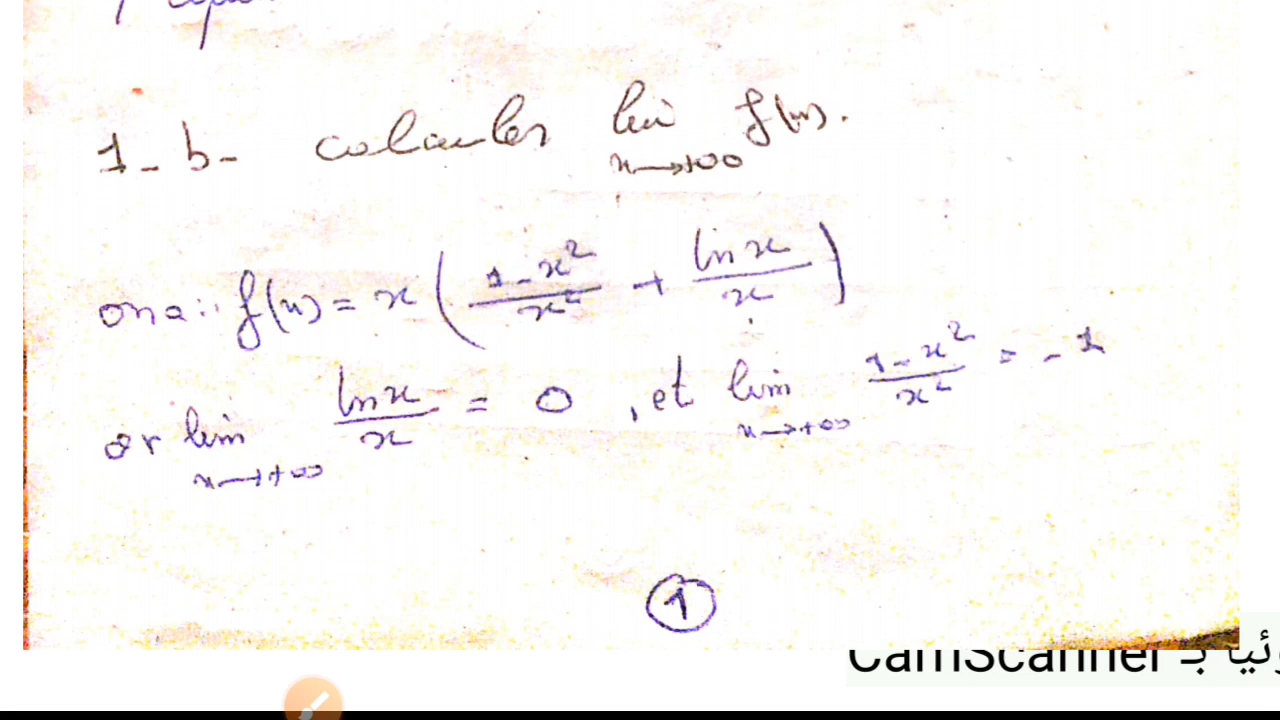 1-b- calculer lim f(x).
x→+∞
on a: f(x) = x ( (1-x²)/x² + ln x/x )
or lim ln x/x = 0, et lim (1-x²)/x² = -1
x→+∞ x→+∞
1
CamScanner بـ